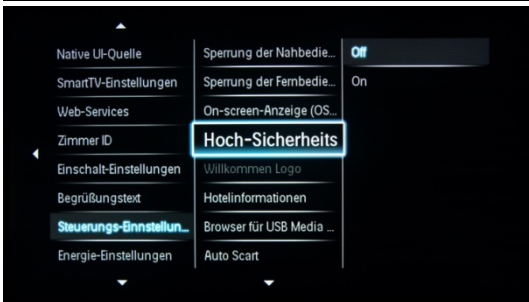 Native UI-Quelle
SmartTV-Einstellungen
Web-Services
Zimmer ID
Einschalt-Einstellungen
Begrüßungstext
Steuerungs-Einnstellun...
Energie-Einstellungen
Sperrung der Nahbedie...
Sperrung der Fernbedie...
On-screen-Anzeige (OS...
Hoch-Sicherheits
Willkommen Logo
Hotelinformationen
Browser für USB Media ...
Auto Scart
Off
On